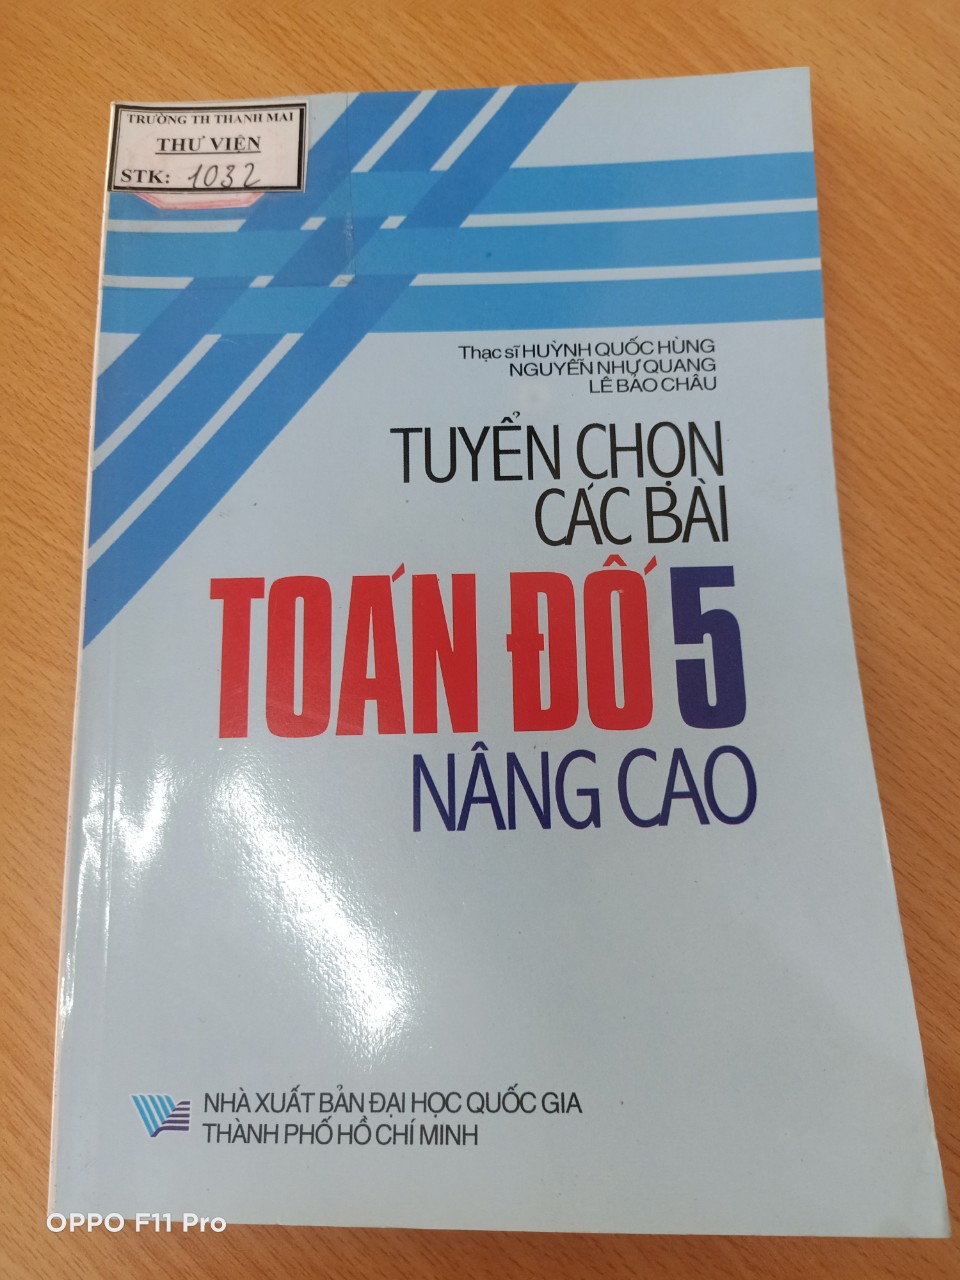 TRƯỜNG TH THANH MAI
THƯ VIỆN
STK: 1032
Thạc sĩ HUỲNH QUỐC HÙNG
NGUYỄN NHƯ QUANG
LÊ BẢO CHÂU
TUYỂN CHỌN
CÁC BÀI
TOÁN ĐỐ 5
NÂNG CAO
NHÀ XUẤT BẢN ĐẠI HỌC QUỐC GIA
THÀNH PHỐ HỒ CHÍ MINH
OPPO F11 Pro